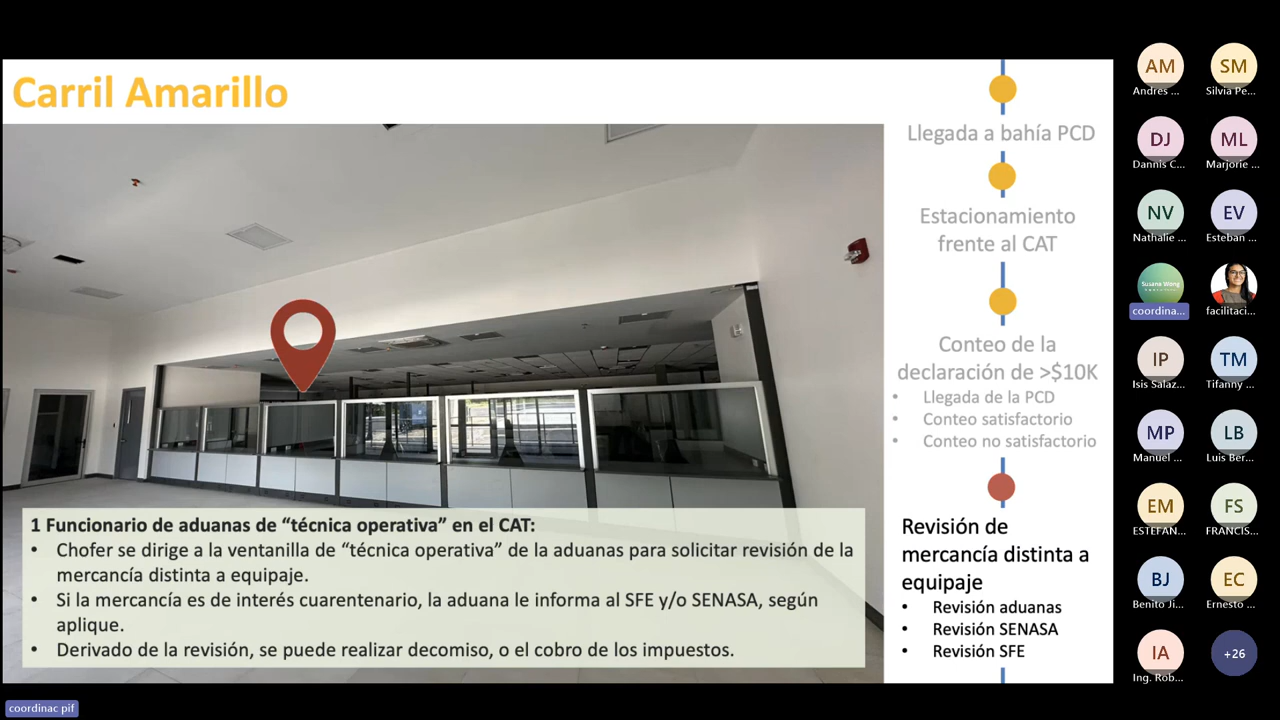 Carril Amarillo
1 Funcionario de aduanas de “técnica operativa” en el CAT:
• Chofer se dirige a la ventanilla de “técnica operativa” de la aduanas para solicitar revisión de la
mercancía distinta a equipaje.
• Si la mercancía es de interés cuarentenario, la aduana le informa al SFE y/o SENASA, según
aplique.
• Derivado de la revisión, se puede realizar decomiso, o el cobro de los impuestos.
Llegada a bahía PCD
Estacionamiento
frente al CAT
Conteo de la
declaración de >$10K
• Llegada de la PCD
• Conteo satisfactorio
• Conteo no satisfactorio
Revisión de
mercancía distinta a
equipaje
• Revisión aduanas
• Revisión SENASA
• Revisión SFE
AM
Andres ...
SM
Silvia Pe...
DJ
Dannis C...
ML
Marjorie ...
NV
Nathalie ...
EV
Esteban ...
Susana Wong
coordina...
facilitaci...
IP
Isis Salaz...
TM
Tifanny ...
MP
Manuel ...
LB
Luis Ber...
EM
ESTEFAN...
FS
FRANCIS...
BJ
Benito Ji...
EC
Ernesto ...
IA
Ing. Rob...
+26
coordinac pif